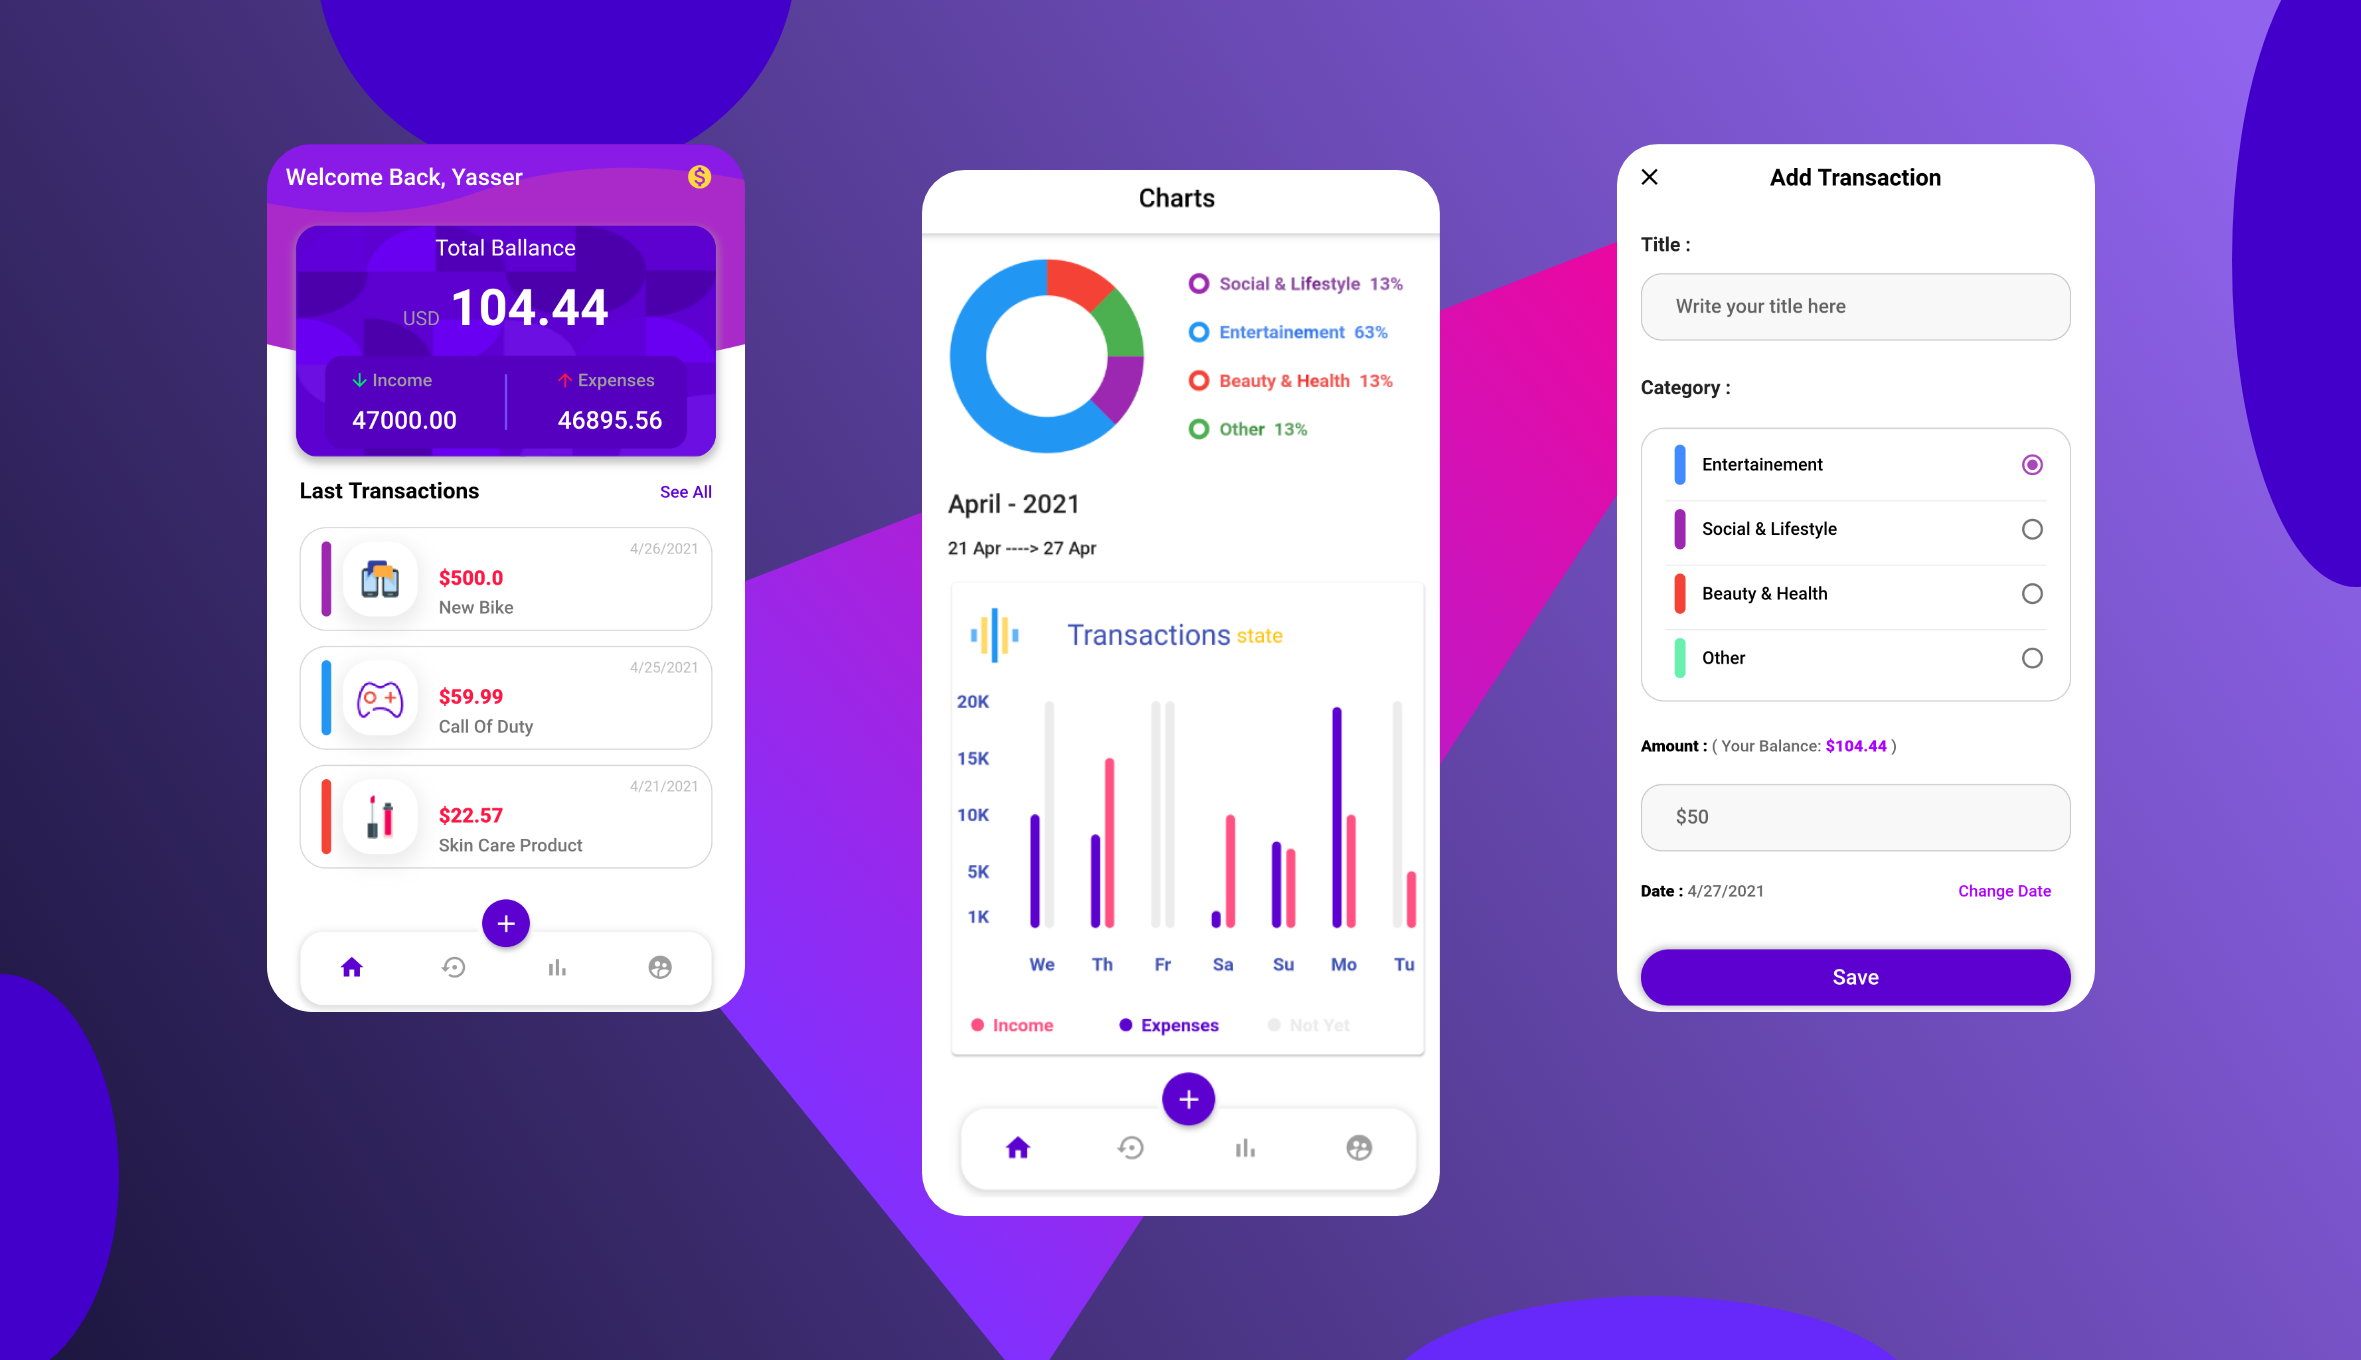 Welcome Back, Yasser
Total Ballance
USD 104.44
Income Expenses
47000.00 46895.56
Last Transactions See All
4/26/2021
$500.0
New Bike
4/25/2021
$59.99
Call Of Duty
4/21/2021
$22.57
Skin Care Product
Charts
Social & Lifestyle 13%
Entertainement 63%
Beauty & Health 13%
Other 13%
April - 2021
21 Apr ----> 27 Apr
Transactions state
20K
15K
10K
5K
1K
We Th Fr Sa Su Mo Tu
Income Expenses Not Yet
Add Transaction
Title :
Write your title here
Category :
Entertainement
Social & Lifestyle
Beauty & Health
Other
Amount : ( Your Balance: $104.44 )
$50
Date : 4/27/2021 Change Date
Save